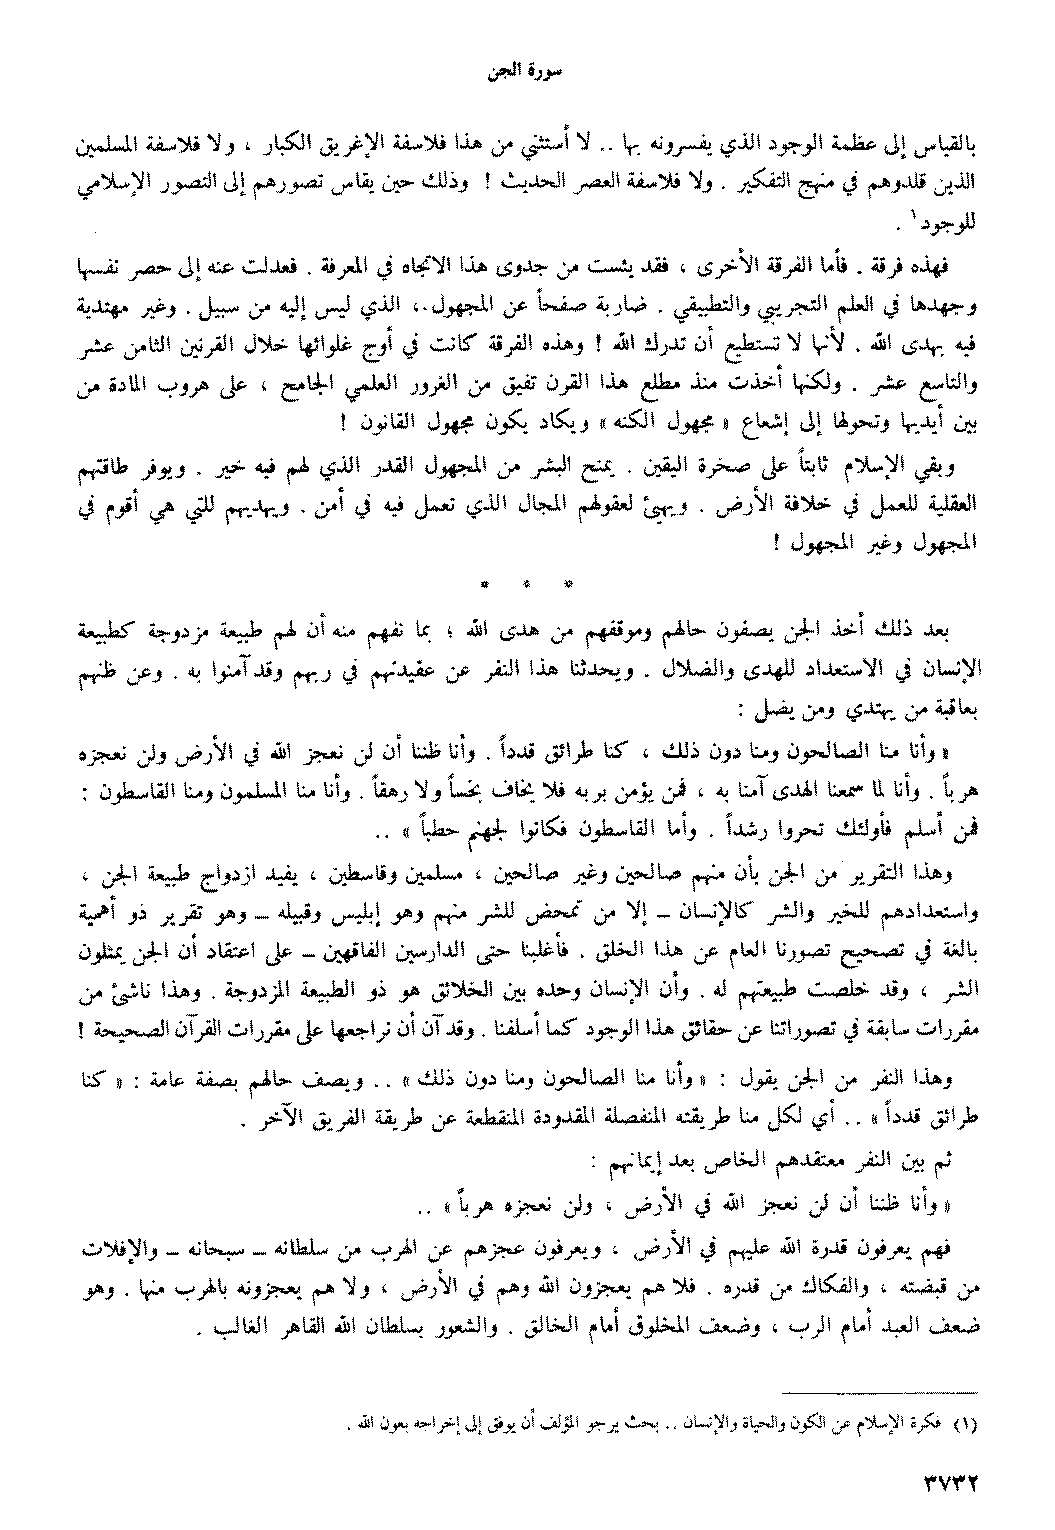 سورة الجن
بالقياس إلى عظمة الوجود الذي يفسرونه بها .. لا أستثني من هذا فلاسفة الإغريق الكبار ، ولا فلاسفة المسلمين
الذين قلدوهم في منهج التفكير . ولا فلاسفة العصر الحديث ! وذلك حين يقاس تصورهم إلى التصور الإسلامي
للوجود١ .
فهذه فرقة . فأما الفرقة الأخرى ، فقد يئست من جدوى هذا الاتجاه في المعرفة . فعدلت عنه إلى حصر نفسها
وجهدها في العلم التجريبي والتطبيقي . ضاربة صفحاً عن المجهول ، الذي ليس إليه من سبيل . وغير مهتدية
فيه بهدى الله . لأنها لا تستطيع أن تدرك الله ! وهذه الفرقة كانت في أوج غلوائها خلال القرنين الثامن عشر
والتاسع عشر . ولكنها أخذت منذ مطلع هذا القرن تفيق من الغرور العلمي الجامح ، على هروب المادة من
بين أيديها وتحولها إلى إشعاع « مجهول الكنه » ويكاد يكون مجهول القانون !
وبقي الإسلام ثابتاً على صخرة اليقين . يمنح البشر من المجهول القدر الذي لهم فيه خير . ويوفر طاقتهم
العقلية للعمل في خلافة الأرض . ويهيئ لعقولهم المجال الذي تعمل فيه في أمن . ويهديهم للتي هي أقوم في
المجهول وغير المجهول !
* * *
بعد ذلك أخذ الجن يصفون حالهم وموقفهم من هدى الله ؛ بما نفهم منه أن لهم طبيعة مزدوجة كطبيعة
الإنسان في الاستعداد للهدى والضلال . ويحدثنا هذا النفر عن عقيدتهم في ربهم وقد آمنوا به . وعن ظنهم
بعاقبة من يهتدي ومن يضل :
« وأنا منا الصالحون ومنا دون ذلك ، كنا طرائق قدداً . وأنا ظننا أن لن نعجز الله في الأرض ولن نعجزه
هرباً . وأنا لما سمعنا الهدى آمنا به ، فمن يؤمن بربه فلا يخاف بخساً ولا رهقاً . وأنا منا المسلمون ومنا القاسطون :
فمن أسلم فأولئك تحروا رشداً . وأما القاسطون فكانوا لجهنم حطباً » ..
وهذا التقرير من الجن بأن منهم صالحين وغير صالحين ، مسلمين وقاسطين ، يفيد ازدواج طبيعة الجن ،
واستعدادهم للخير والشر كالإنسان ــ إلا من تمحض للشر منهم وهو إبليس وقبيله ــ وهو تقرير ذو أهمية
بالغة في تصحيح تصورنا العام عن هذا الخلق . فأغلبنا حتى الدارسين الفاقهين ــ على اعتقاد أن الجن يمثلون
الشر ، وقد خلصت طبيعتهم له . وأن الإنسان وحده بين الخلائق هو ذو الطبيعة المزدوجة . وهذا ناشئ من
مقررات سابقة في تصوراتنا عن حقائق هذا الوجود كما أسلفنا . وقد آن أن نراجعها على مقررات القرآن الصحيحة !
وهذا النفر من الجن يقول : « وأنا منا الصالحون ومنا دون ذلك » .. ويصف حالهم بصفة عامة : « كنا
طرائق قدداً » .. أي لكل منا طريقته المنفصلة المقدودة المنقطعة عن طريقة الفريق الآخر .
ثم بين النفر معتقدهم الخاص بعد إيمانهم :
« وأنا ظننا أن لن نعجز الله في الأرض ، ولن نعجزه هرباً » ..
فهم يعرفون قدرة الله عليهم في الأرض ، ويعرفون عجزهم عن الهرب من سلطانه ــ سبحانه ــ والإفلات
من قبضته ، والفكاك من قدره . فلا هم يعجزون الله وهم في الأرض ، ولا هم يعجزونه بالهرب منها . وهو
ضعف العبد أمام الرب ، وضعف المخلوق أمام الخالق . والشعور بسلطان الله القاهر الغالب .
(١) فكرة الإسلام عن الكون والحياة والإنسان .. بحث يرجو المؤلف أن يوفق إلى إخراجه بعون الله .
٣٧٣٢